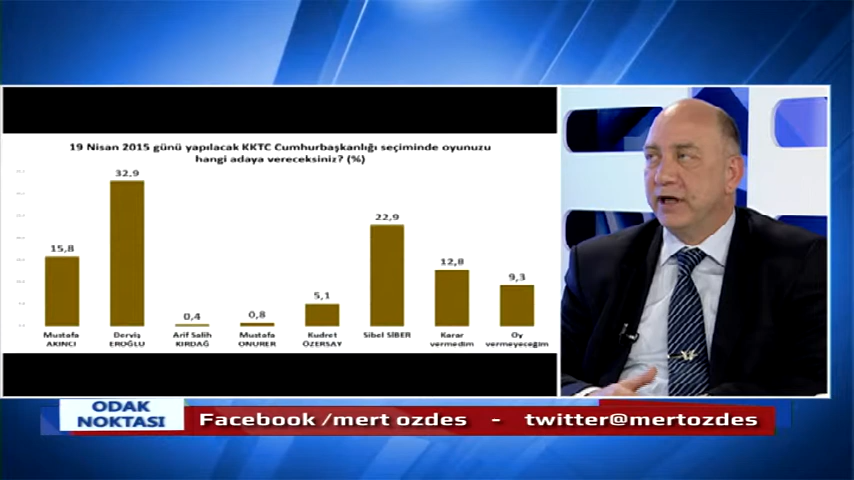 19 Nisan 2015 günü yapılacak KKTC Cumhurbaşkanlığı seçiminde oyunuzu
hangi adaya vereceksiniz? (%)
15,8
32,9
0,4
0,8
5,1
22,9
12,8
9,3
Mustafa
AKINCI
Derviş
EROĞLU
Arif Salih
KIRDAĞ
Mustafa
ONURER
Kudret
ÖZERSAY
Sibel SİBER
Karar
vermedim
Oy
vermeyeceğim
ODAK
NOKTASI
Facebook /mert ozdes - twitter@mertozdes